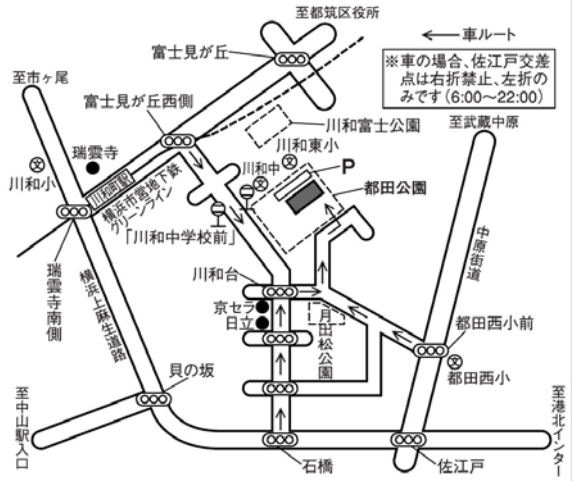 至都筑区役所
←車ルート
富士見が丘
※車の場合、佐江戸交差
点は右折禁止、左折の
みです(6:00〜22:00)
至市ヶ尾
富士見が丘西側
川和富士公園
至武蔵中原
瑞雲寺
川和東小
川和中
P
川和小
川和町駅
都田公園
横浜市営地下鉄
グリーンライン
「川和中学校前」
中原街道
瑞雲寺南側
横浜上麻生道路
川和台
京セラ
日立
月出松公園
都田西小前
貝の坂
都田西小
至中山駅入口
至港北インター
石橋
佐江戸